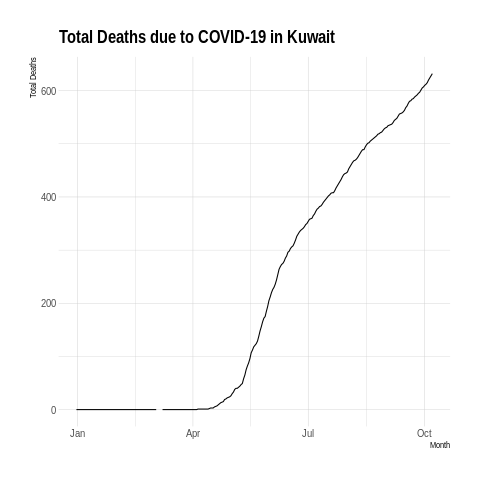 Total Deaths due to COVID-19 in Kuwait
Total Deaths
600
400
200
0
Jan Apr Jul Oct
Month